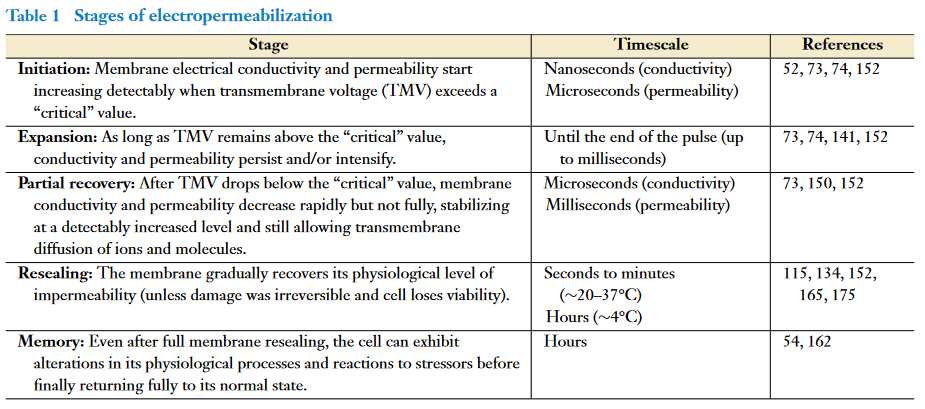 Table 1 Stages of electropermeabilization
Stage Timescale References
Initiation: Membrane electrical conductivity and permeability start Nanoseconds (conductivity) 52, 73, 74, 152
increasing detectably when transmembrane voltage (TMV) exceeds a Microseconds (permeability)
“critical” value.
Expansion: As long as TMV remains above the “critical” value, Until the end of the pulse (up 73, 74, 141, 152
conductivity and permeability persist and/or intensify. to milliseconds)
Partial recovery: After TMV drops below the “critical” value, membrane Microseconds (conductivity) 73, 150, 152
conductivity and permeability decrease rapidly but not fully, stabilizing Milliseconds (permeability)
at a detectably increased level and still allowing transmembrane
diffusion of ions and molecules.
Resealing: The membrane gradually recovers its physiological level of Seconds to minutes 115, 134, 152,
impermeability (unless damage was irreversible and cell loses viability). (∼20–37°C) 165, 175
Hours (∼4°C)
Memory: Even after full membrane resealing, the cell can exhibit Hours 54, 162
alterations in its physiological processes and reactions to stressors before
finally returning fully to its normal state.